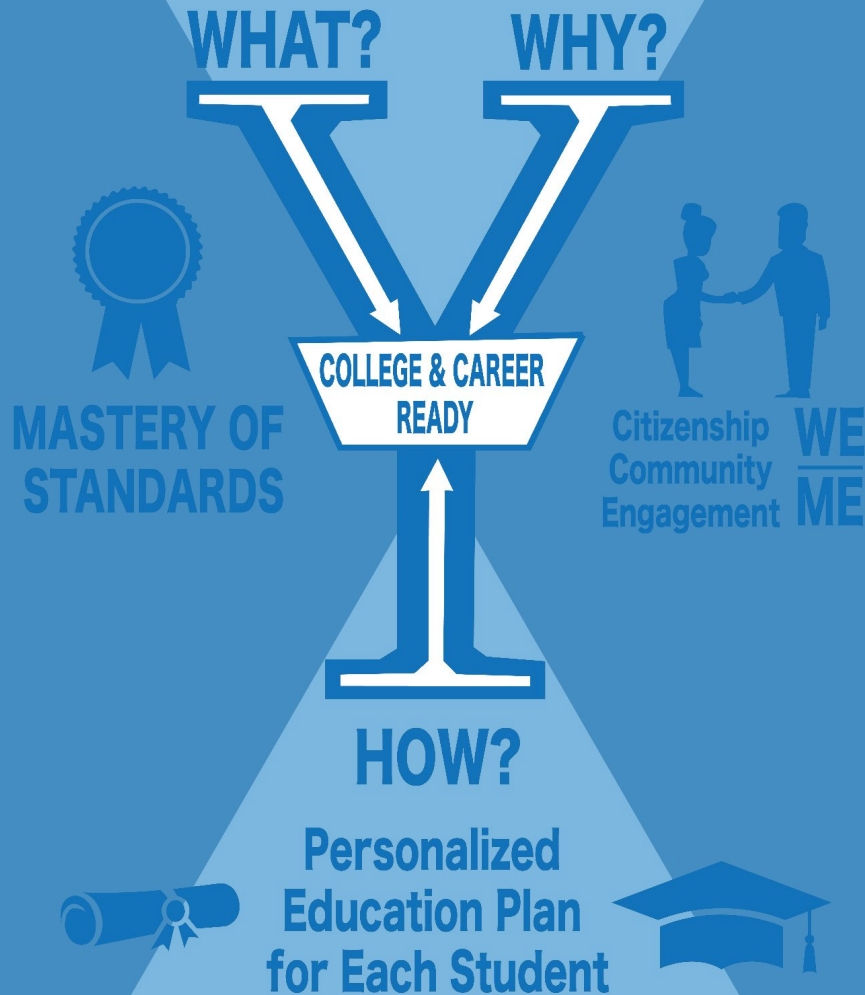 WHAT?
WHY?
COLLEGE & CAREER
READY
MASTERY OF
STANDARDS
Citizenship
Community
Engagement
WE
ME
HOW?
Personalized
Education Plan
for Each Student